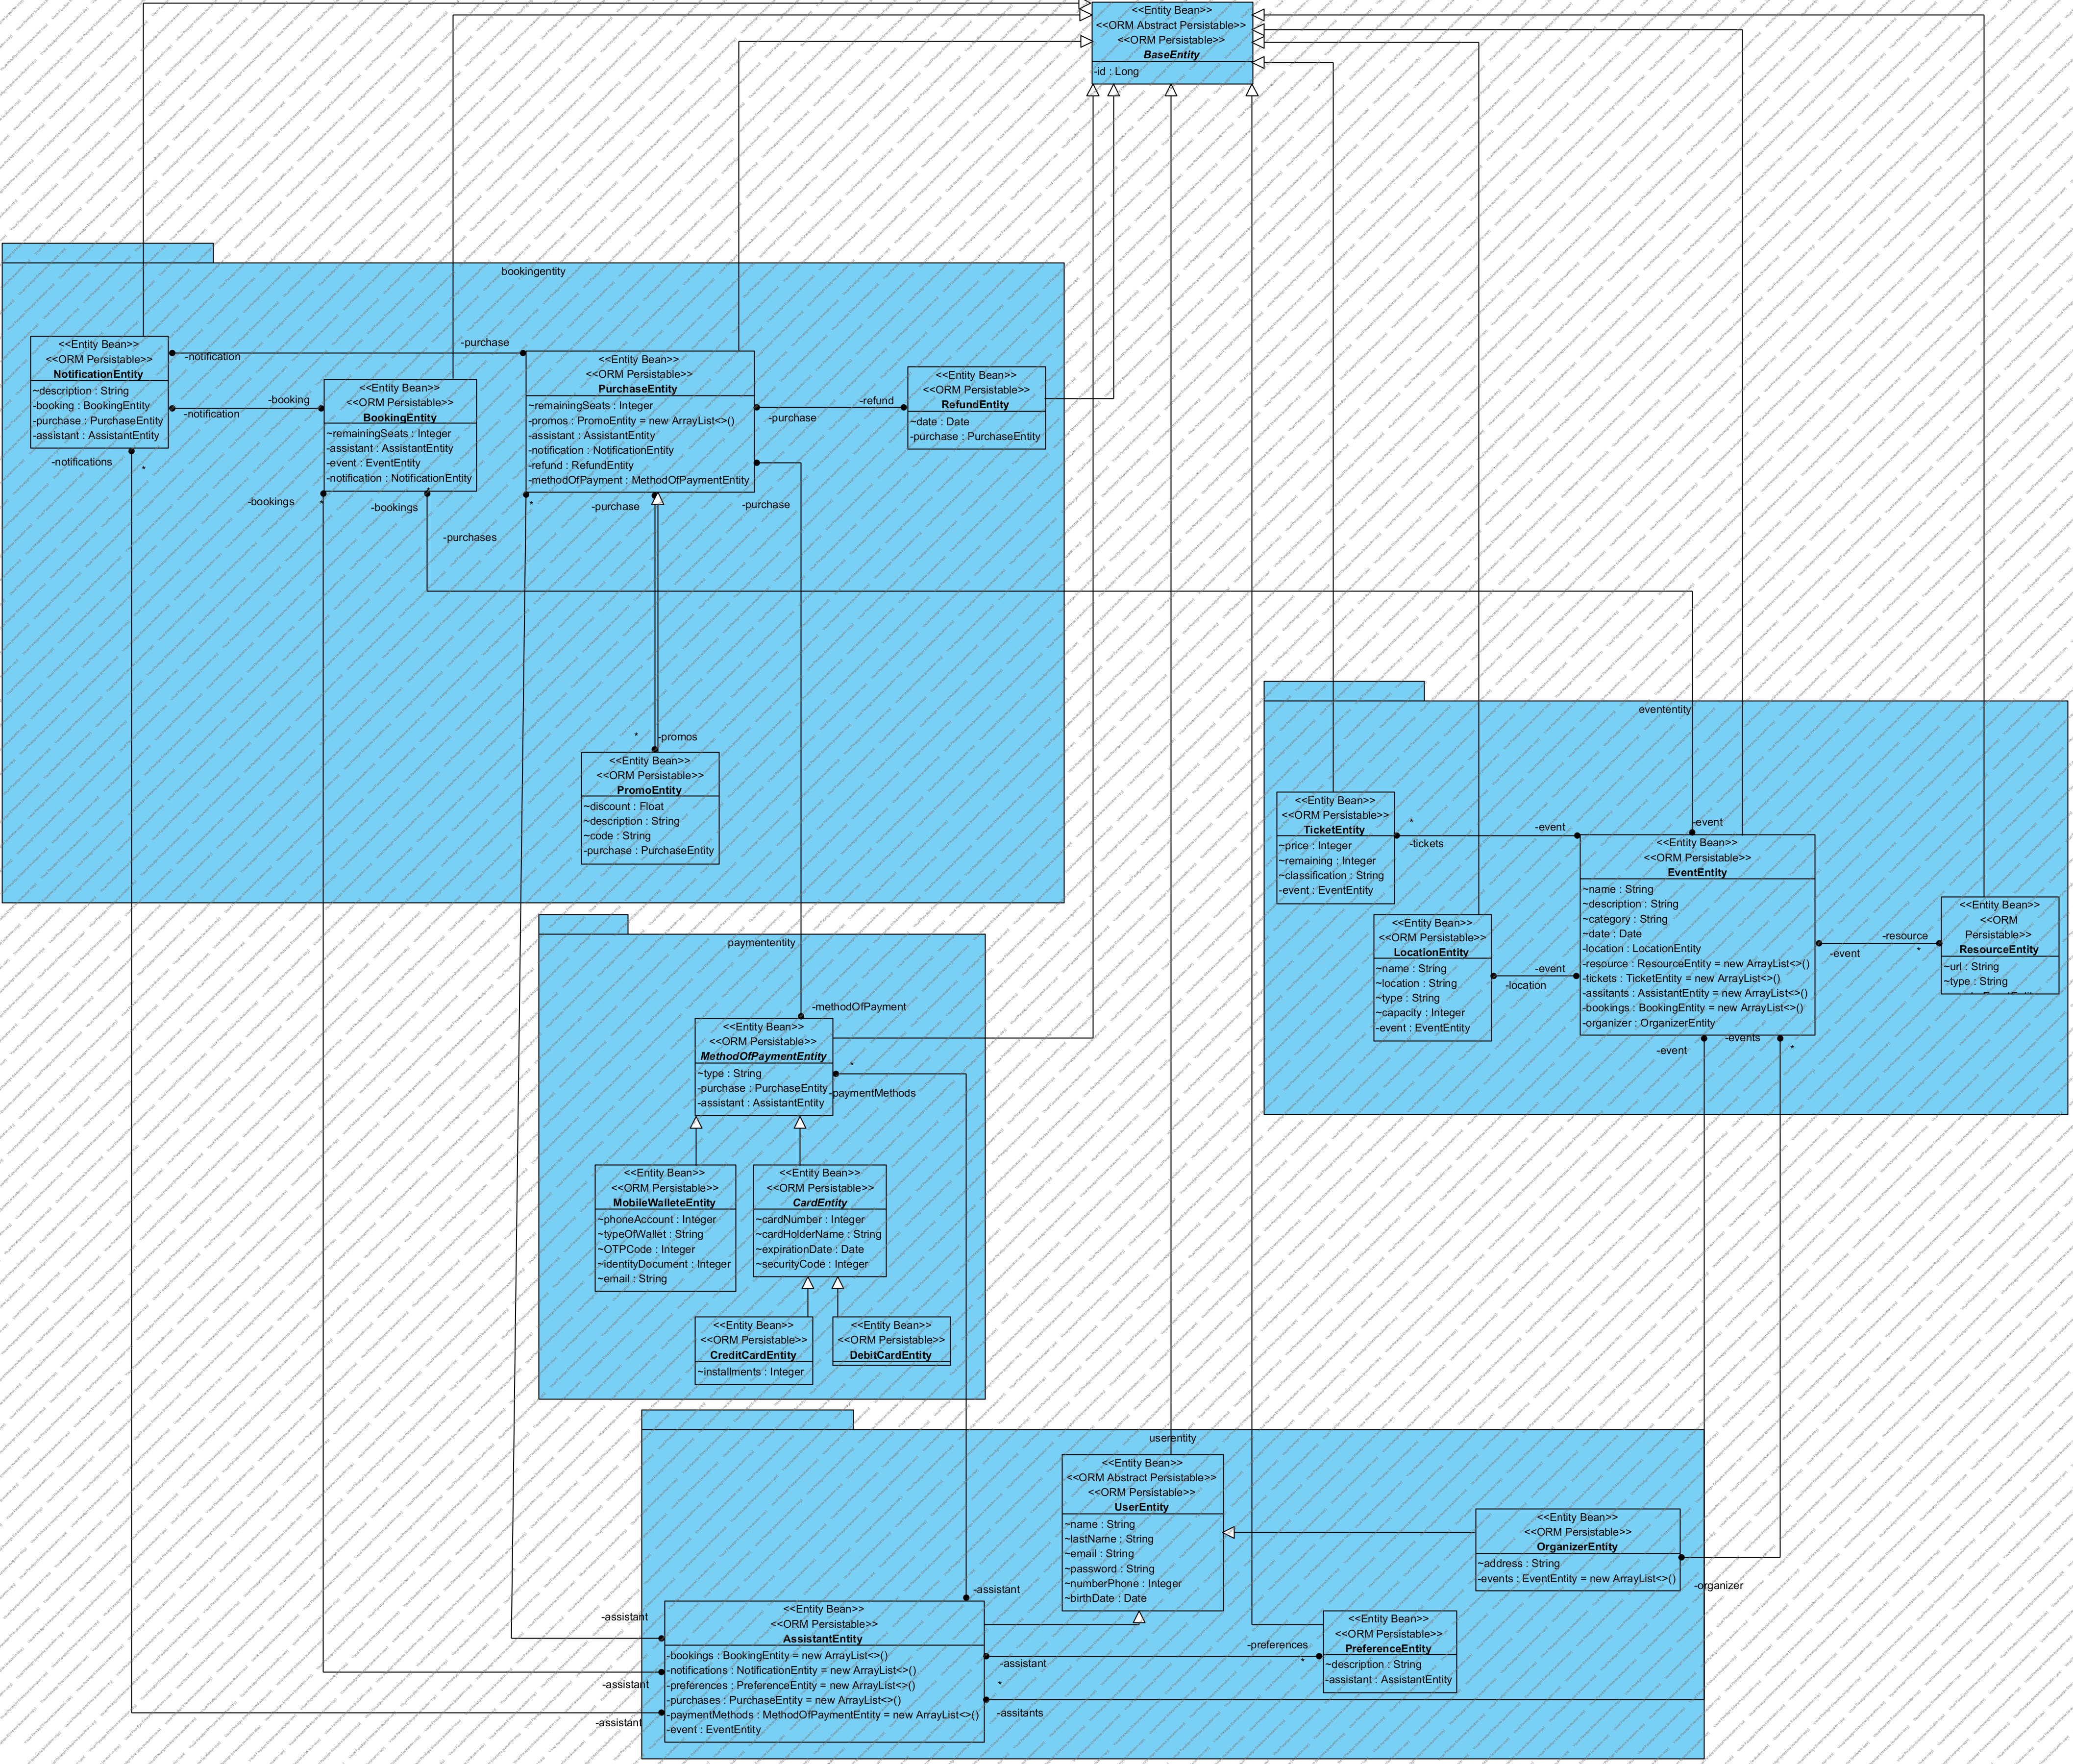 <<Entity Bean>>
<<ORM Abstract Persistable>>
<<ORM Persistable>>
BaseEntity
-id : Long
bookingentity
<<Entity Bean>>
<<ORM Persistable>>
NotificationEntity
~description : String
-booking : BookingEntity
-purchase : PurchaseEntity
-assistant : AssistantEntity
-notification
-purchase
-notification
-booking
-notifications
*
<<Entity Bean>>
<<ORM Persistable>>
BookingEntity
~remainingSeats : Integer
-assistant : AssistantEntity
-event : EventEntity
-notification : NotificationEntity
-bookings
*
-bookings
-purchases
<<Entity Bean>>
<<ORM Persistable>>
PurchaseEntity
~remainingSeats : Integer
-promos : PromoEntity = new ArrayList<>()
-assistant : AssistantEntity
-notification : NotificationEntity
-refund : RefundEntity
-methodOfPayment : MethodOfPaymentEntity
*
-purchase
-purchase
-purchase
-refund
<<Entity Bean>>
<<ORM Persistable>>
RefundEntity
~date : Date
-purchase : PurchaseEntity
*
-promos
<<Entity Bean>>
<<ORM Persistable>>
PromoEntity
~discount : Float
~description : String
~code : String
-purchase : PurchaseEntity
evententity
<<Entity Bean>>
<<ORM Persistable>>
TicketEntity
~price : Integer
~remaining : Integer
~classification : String
-event : EventEntity
*
-tickets
-event
-event
<<Entity Bean>>
<<ORM Persistable>>
LocationEntity
~name : String
~location : String
~type : String
~capacity : Integer
-event : EventEntity
-event
-location
<<Entity Bean>>
<<ORM Persistable>>
EventEntity
~name : String
~description : String
~category : String
~date : Date
-location : LocationEntity
-resource : ResourceEntity = new ArrayList<>()
-tickets : TicketEntity = new ArrayList<>()
-assitants : AssistantEntity = new ArrayList<>()
-bookings : BookingEntity = new ArrayList<>()
-organizer : OrganizerEntity
-event
-events
*
-resource
*
-event
<<Entity Bean>>
<<ORM
Persistable>>
ResourceEntity
~url : String
~type : String
paymententity
-methodOfPayment
<<Entity Bean>>
<<ORM Persistable>>
MethodOfPaymentEntity
~type : String
-purchase : PurchaseEntity
-assistant : AssistantEntity
*
-paymentMethods
<<Entity Bean>>
<<ORM Persistable>>
MobileWalleteEntity
~phoneAccount : Integer
~typeOfWallet : String
~OTPCode : Integer
~identityDocument : Integer
~email : String
<<Entity Bean>>
<<ORM Persistable>>
CardEntity
~cardNumber : Integer
~cardHolderName : String
~expirationDate : Date
~securityCode : Integer
<<Entity Bean>>
<<ORM Persistable>>
CreditCardEntity
~installments : Integer
<<Entity Bean>>
<<ORM Persistable>>
DebitCardEntity
userentity
<<Entity Bean>>
<<ORM Abstract Persistable>>
<<ORM Persistable>>
UserEntity
~name : String
~lastName : String
~email : String
~password : String
~numberPhone : Integer
~birthDate : Date
<<Entity Bean>>
<<ORM Persistable>>
OrganizerEntity
~address : String
-events : EventEntity = new ArrayList<>()
-organizer
-assistant
-assistant
-assistant
-assistant
<<Entity Bean>>
<<ORM Persistable>>
AssistantEntity
-bookings : BookingEntity = new ArrayList<>()
-notifications : NotificationEntity = new ArrayList<>()
-preferences : PreferenceEntity = new ArrayList<>()
-purchases : PurchaseEntity = new ArrayList<>()
-paymentMethods : MethodOfPaymentEntity = new ArrayList<>()
-event : EventEntity
-assistant
-preferences
*
*
-assitants
<<Entity Bean>>
<<ORM Persistable>>
PreferenceEntity
~description : String
-assistant : AssistantEntity